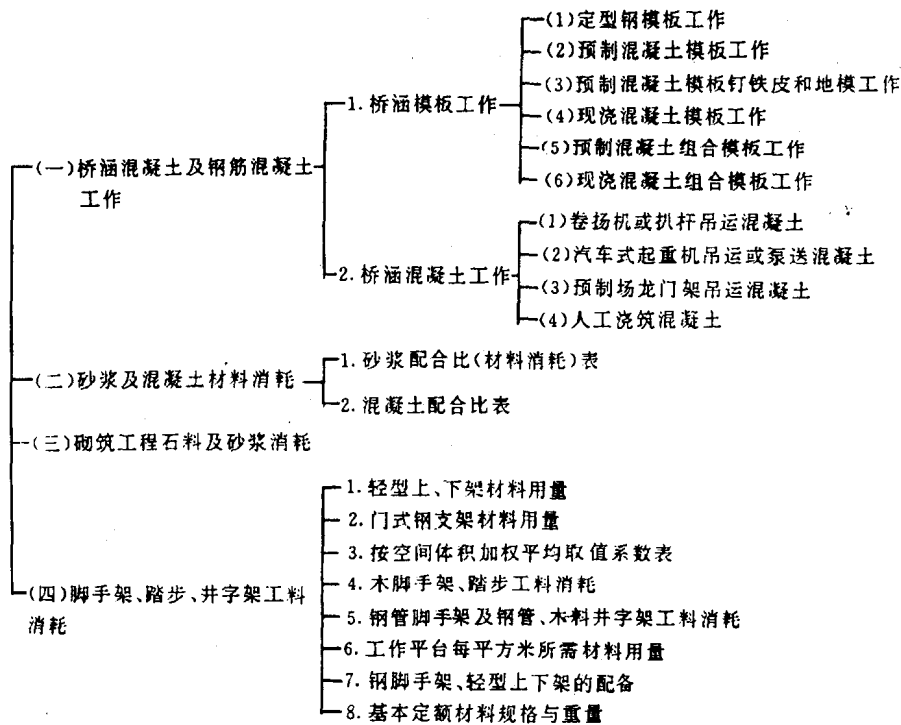 (一)桥涵混凝土及钢筋混凝土
工作
1.桥涵模板工作
(1)定型钢模板工作
(2)预制混凝土模板工作
(3)预制混凝土模板钉铁皮和地模工作
(4)现浇混凝土模板工作
(5)预制混凝土组合模板工作
(6)现浇混凝土组合模板工作
2.桥涵混凝土工作
(1)卷扬机或扒杆吊运混凝土
(2)汽车式起重机吊运或泵送混凝土
(3)预制场龙门架吊运混凝土
(4)人工浇筑混凝土
(二)砂浆及混凝土材料消耗
1.砂浆配合比(材料消耗)表
2.混凝土配合比表
(三)砌筑工程石料及砂浆消耗
(四)脚手架、踏步、井字架工料
消耗
1.轻型上、下架材料用量
2.门式钢支架材料用量
3.按空间体积加权平均取值系数表
4.木脚手架、踏步工料消耗
5.钢管脚手架及钢管、木料井字架工料消耗
6.工作平台每平方米所需材料用量
7.钢脚手架、轻型上下架的配备
8.基本定额材料规格与重量